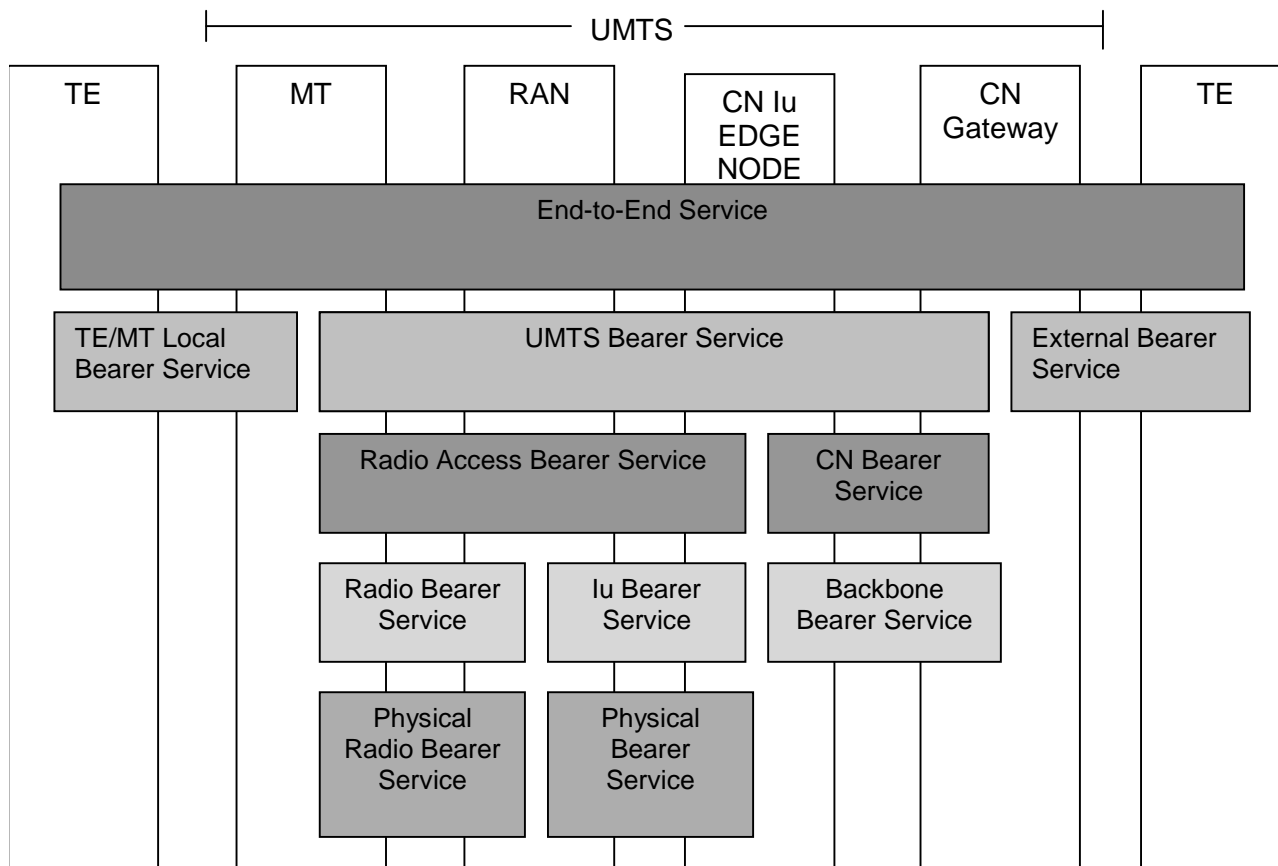 UMTS
TE
MT
RAN
CN Iu
EDGE
NODE
CN
Gateway
TE
End-to-End Service
TE/MT Local
Bearer Service
UMTS Bearer Service
External Bearer
Service
Radio Access Bearer Service
CN Bearer
Service
Radio Bearer
Service
Iu Bearer
Service
Backbone
Bearer Service
Physical
Radio Bearer
Service
Physical
Bearer
Service